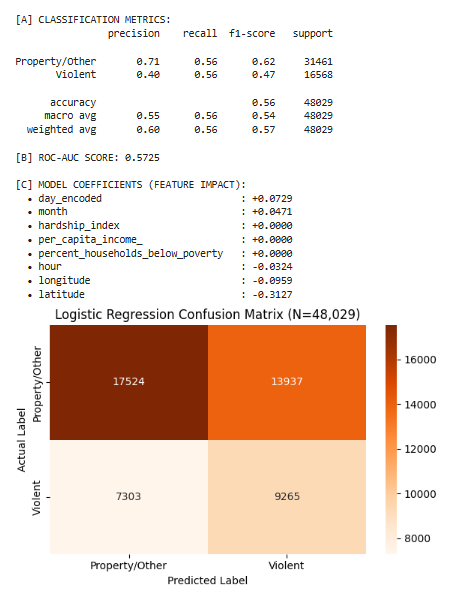 [A] CLASSIFICATION METRICS:
precision recall f1-score support
Property/Other 0.71 0.56 0.62 31461
Violent 0.40 0.56 0.47 16568
accuracy 0.56 48029
macro avg 0.55 0.56 0.54 48029
weighted avg 0.60 0.56 0.57 48029
[B] ROC-AUC SCORE: 0.5725
[C] MODEL COEFFICIENTS (FEATURE IMPACT):
• day_encoded : +0.0729
• month : +0.0471
• hardship_index : +0.0000
• per_capita_income_ : +0.0000
• percent_households_below_poverty : +0.0000
• hour : -0.0324
• longitude : -0.0959
• latitude : -0.3127
Logistic Regression Confusion Matrix (N=48,029)
Actual Label
Property/Other
17524 13937
Violent
7303 9265
Property/Other Violent
Predicted Label
16000
14000
12000
10000
8000